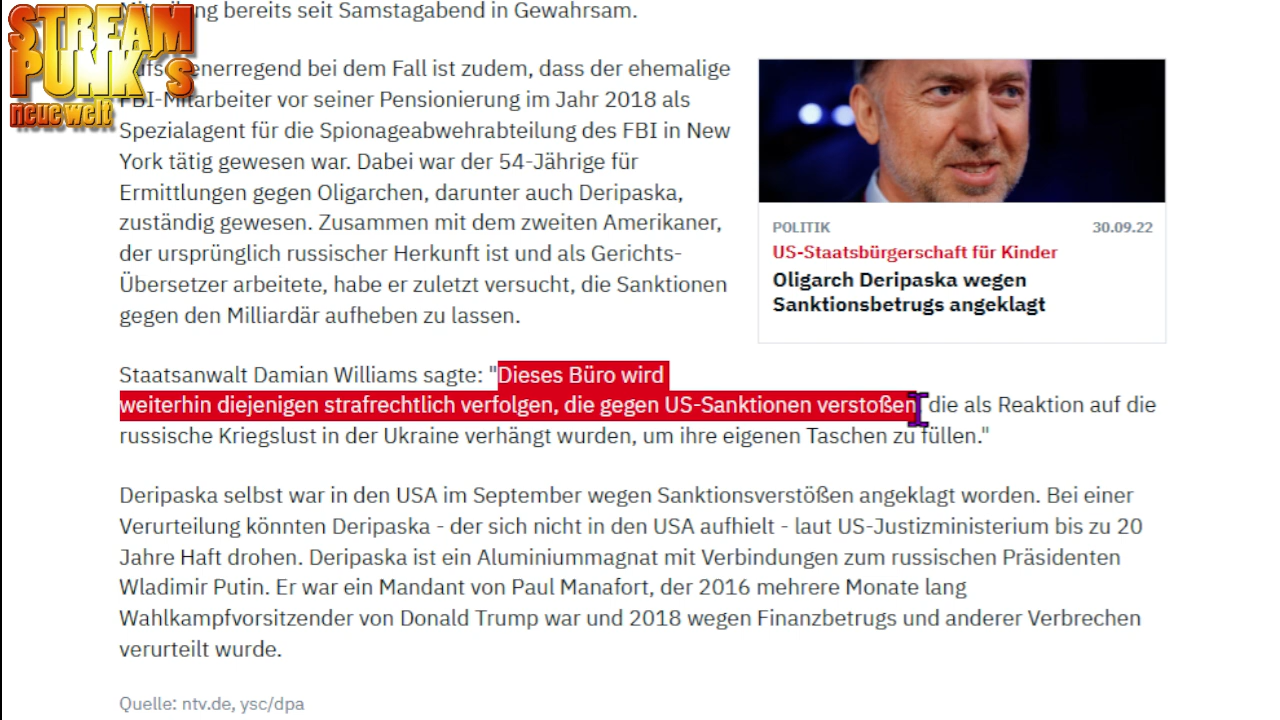 STREAM
PUNK´s
neue welt
Mitteilung bereits seit Samstagabend in Gewahrsam.
Aufsehenerregend bei dem Fall ist zudem, dass der ehemalige
FBI-Mitarbeiter vor seiner Pensionierung im Jahr 2018 als
Spezialagent für die Spionageabwehrabteilung des FBI in New
York tätig gewesen war. Dabei war der 54-Jährige für
Ermittlungen gegen Oligarchen, darunter auch Deripaska,
zuständig gewesen. Zusammen mit dem zweiten Amerikaner,
der ursprünglich russischer Herkunft ist und als Gerichts-
Übersetzer arbeitete, habe er zuletzt versucht, die Sanktionen
gegen den Milliardär aufheben zu lassen.
POLITIK 30.09.22
US-Staatsbürgerschaft für Kinder
Oligarch Deripaska wegen
Sanktionsbetrugs angeklagt
Staatsanwalt Damian Williams sagte: "Dieses Büro wird
weiterhin diejenigen strafrechtlich verfolgen, die gegen US-Sanktionen verstoßen, die als Reaktion auf die
russische Kriegslust in der Ukraine verhängt wurden, um ihre eigenen Taschen zu füllen."
Deripaska selbst war in den USA im September wegen Sanktionsverstößen angeklagt worden. Bei einer
Verurteilung könnten Deripaska - der sich nicht in den USA aufhielt - laut US-Justizministerium bis zu 20
Jahre Haft drohen. Deripaska ist ein Aluminiummagnat mit Verbindungen zum russischen Präsidenten
Wladimir Putin. Er war ein Mandant von Paul Manafort, der 2016 mehrere Monate lang
Wahlkampfvorsitzender von Donald Trump war und 2018 wegen Finanzbetrugs und anderer Verbrechen
verurteilt wurde.
Quelle: ntv.de, ysc/dpa